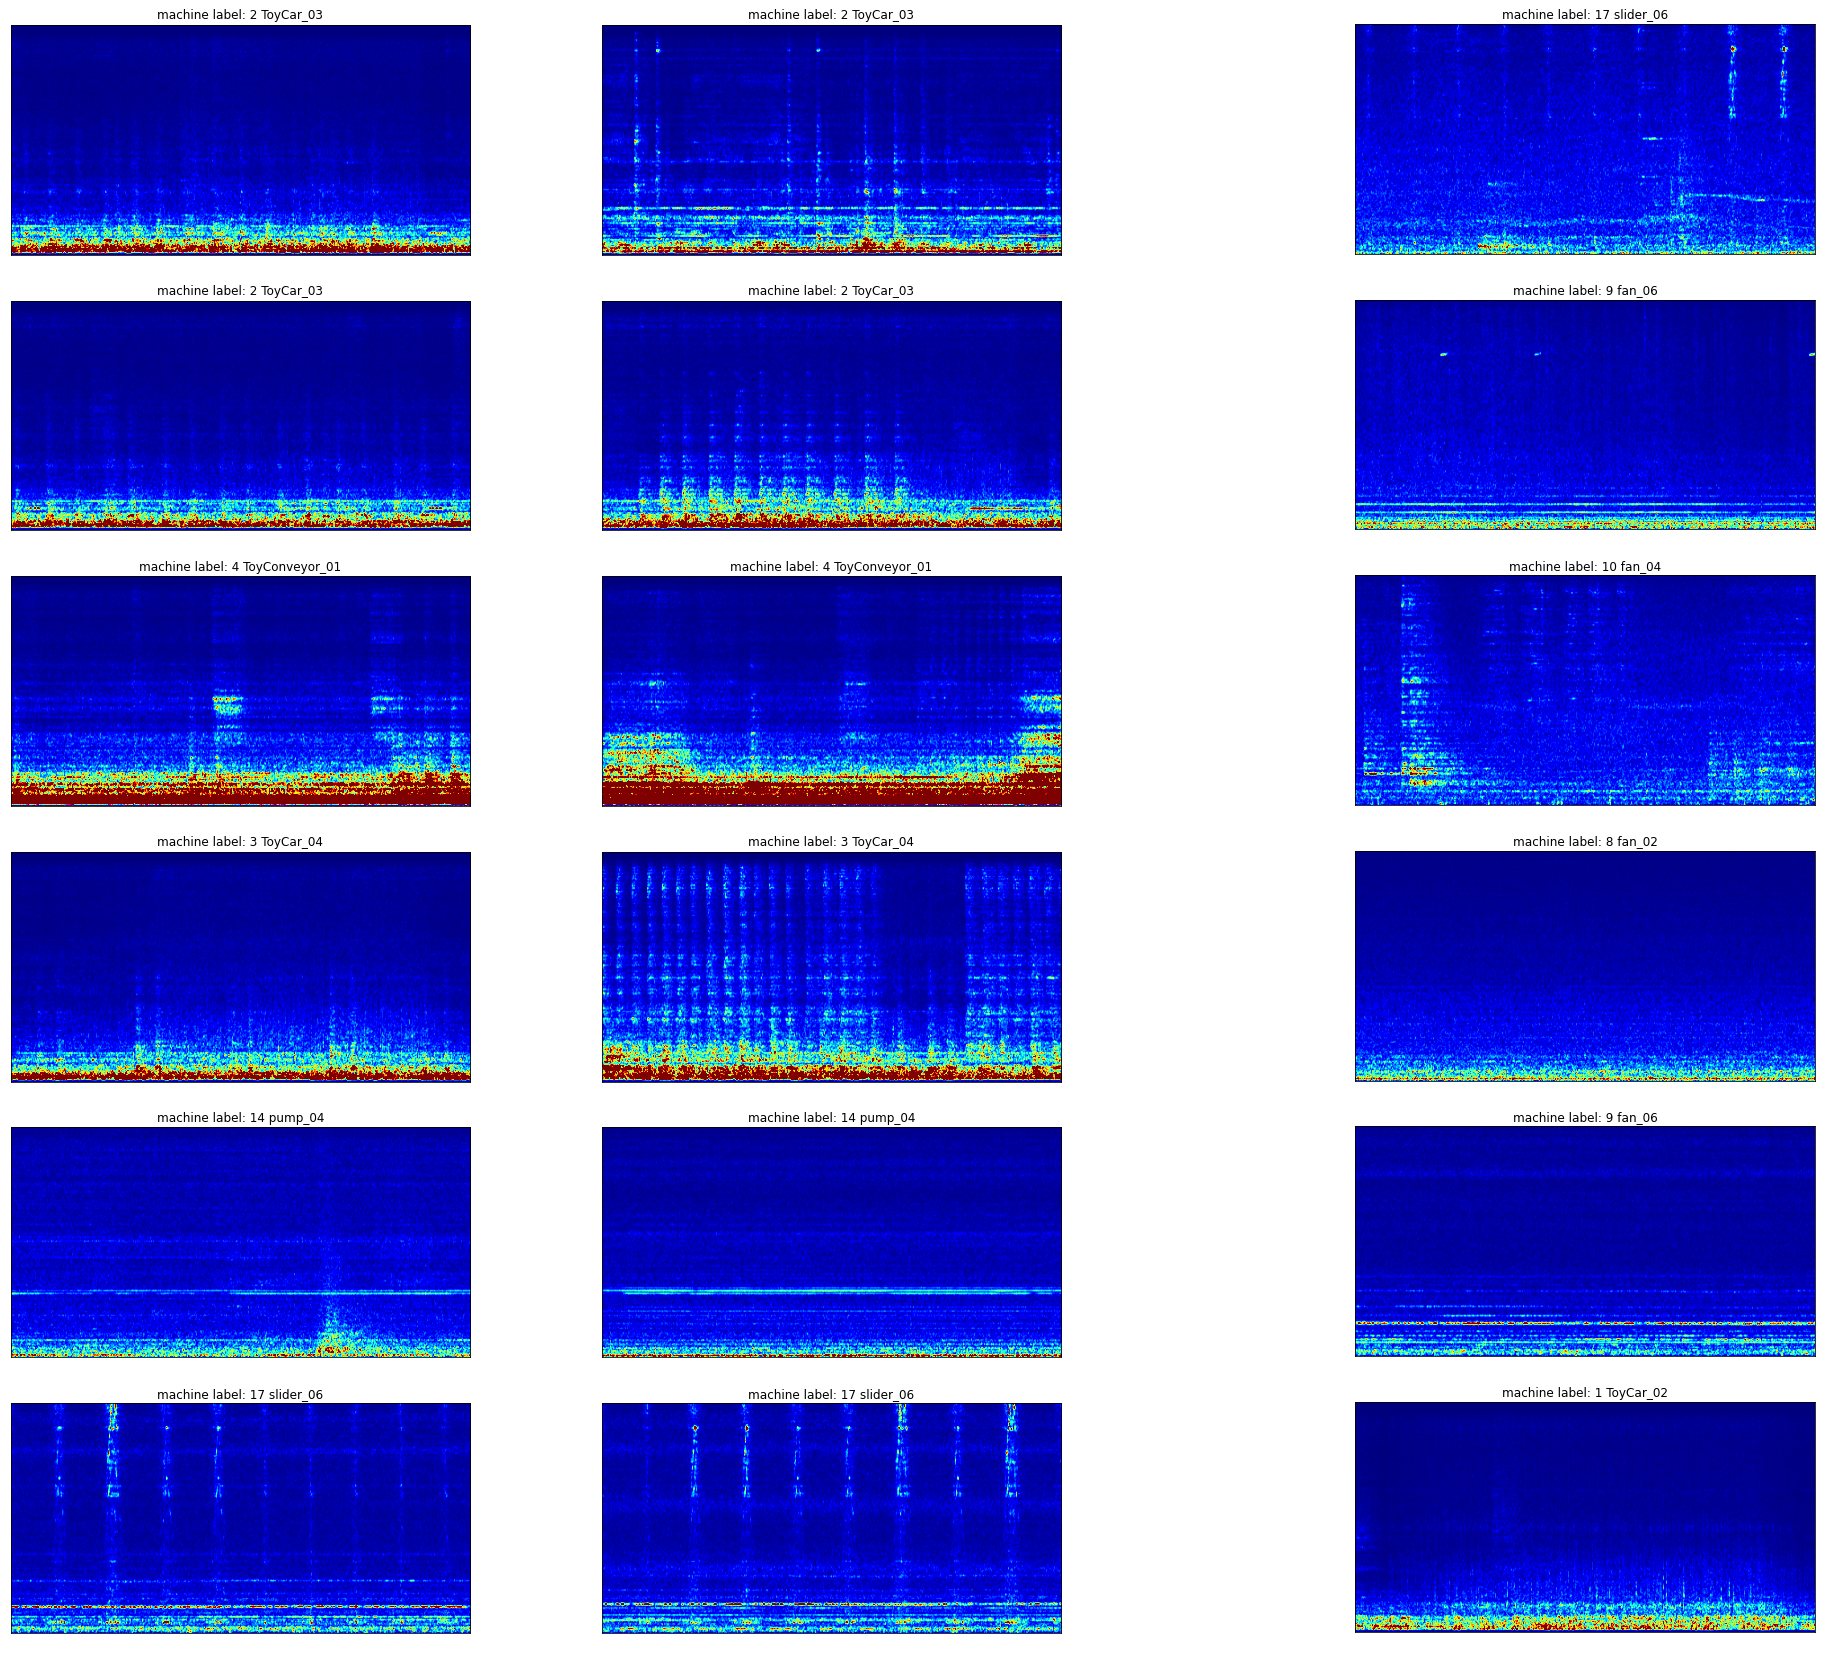 machine label: 2 ToyCar_03
machine label: 2 ToyCar_03
machine label: 17 slider_06
machine label: 2 ToyCar_03
machine label: 2 ToyCar_03
machine label: 9 fan_06
machine label: 4 ToyConveyor_01
machine label: 4 ToyConveyor_01
machine label: 10 fan_04
machine label: 3 ToyCar_04
machine label: 3 ToyCar_04
machine label: 8 fan_02
machine label: 14 pump_04
machine label: 14 pump_04
machine label: 9 fan_06
machine label: 17 slider_06
machine label: 17 slider_06
machine label: 1 ToyCar_02